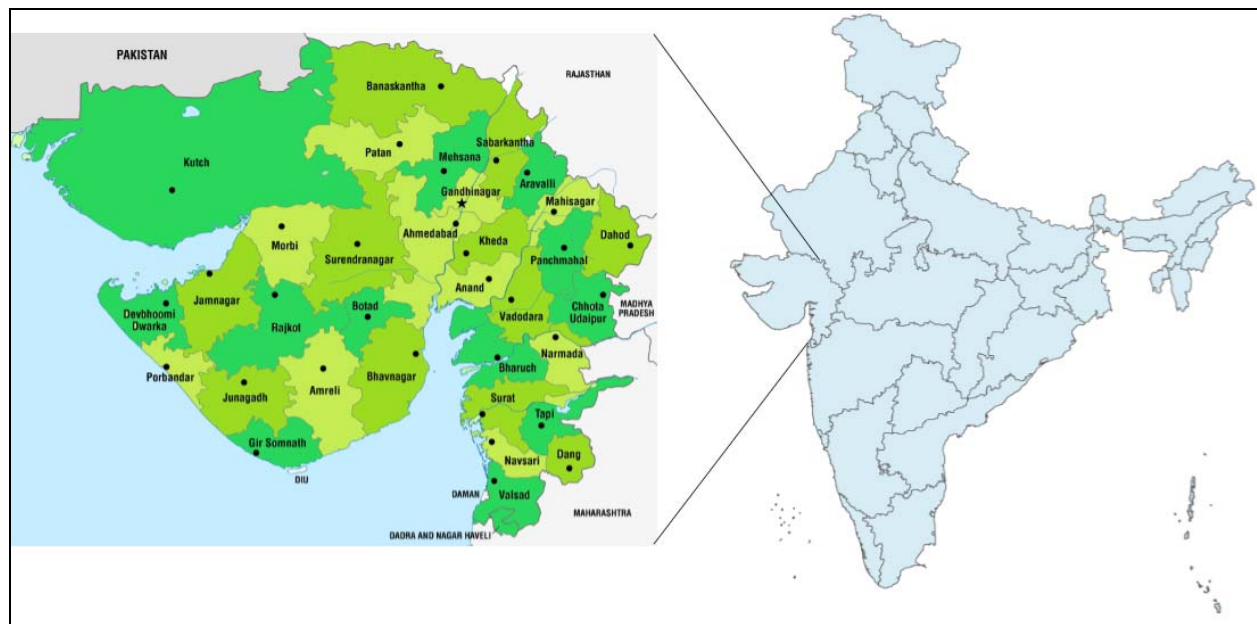 PAKISTAN
RAJASTHAN
Banaskantha
Sabarkantha
Patan
Mehsana
Kutch
Aravalli
Gandhinagar
Mahisagar
Ahmedabad
Dahod
Morbi
Kheda
Surendranagar
Panchmahal
Anand
Jamnagar
Botad
Chhota
Udaipur
MADHYA
PRADESH
Devbhoomi
Dwarka
Rajkot
Vadodara
Narmada
Bharuch
Porbandar
Amreli
Bhavnagar
Junagadh
Surat
Tapi
Gir Somnath
Navsari
Dang
DIU
DAMAN
Valsad
MAHARASHTRA
DADRA AND NAGAR HAVELI